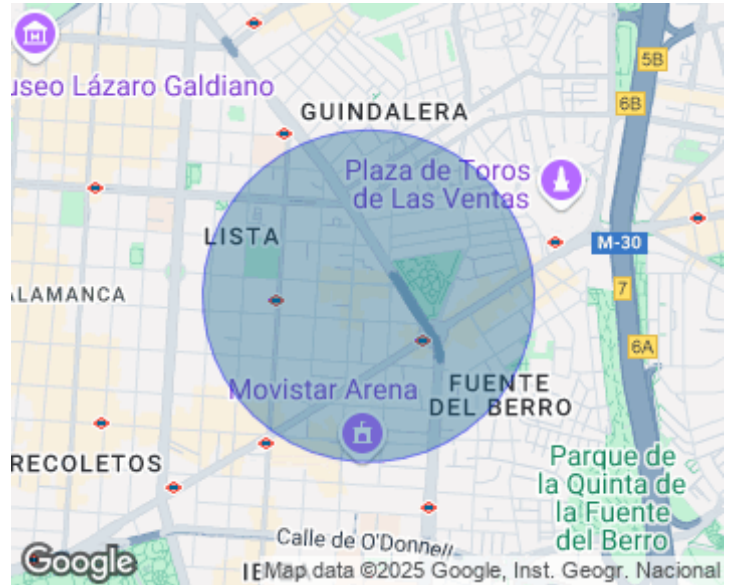 5B
useo Lázaro Galdiano
GUINDALERA
6B
Plaza de Toros
de Las Ventas
LISTA
M-30
ALAMANCA
7
6A
Movistar Arena
FUENTE
DEL BERRO
RECOLETOS
Parque de
la Quinta de
la Fuente
del Berro
Calle de O'Donnell
Google
Map data ©2025 Google, Inst. Geogr. Nacional